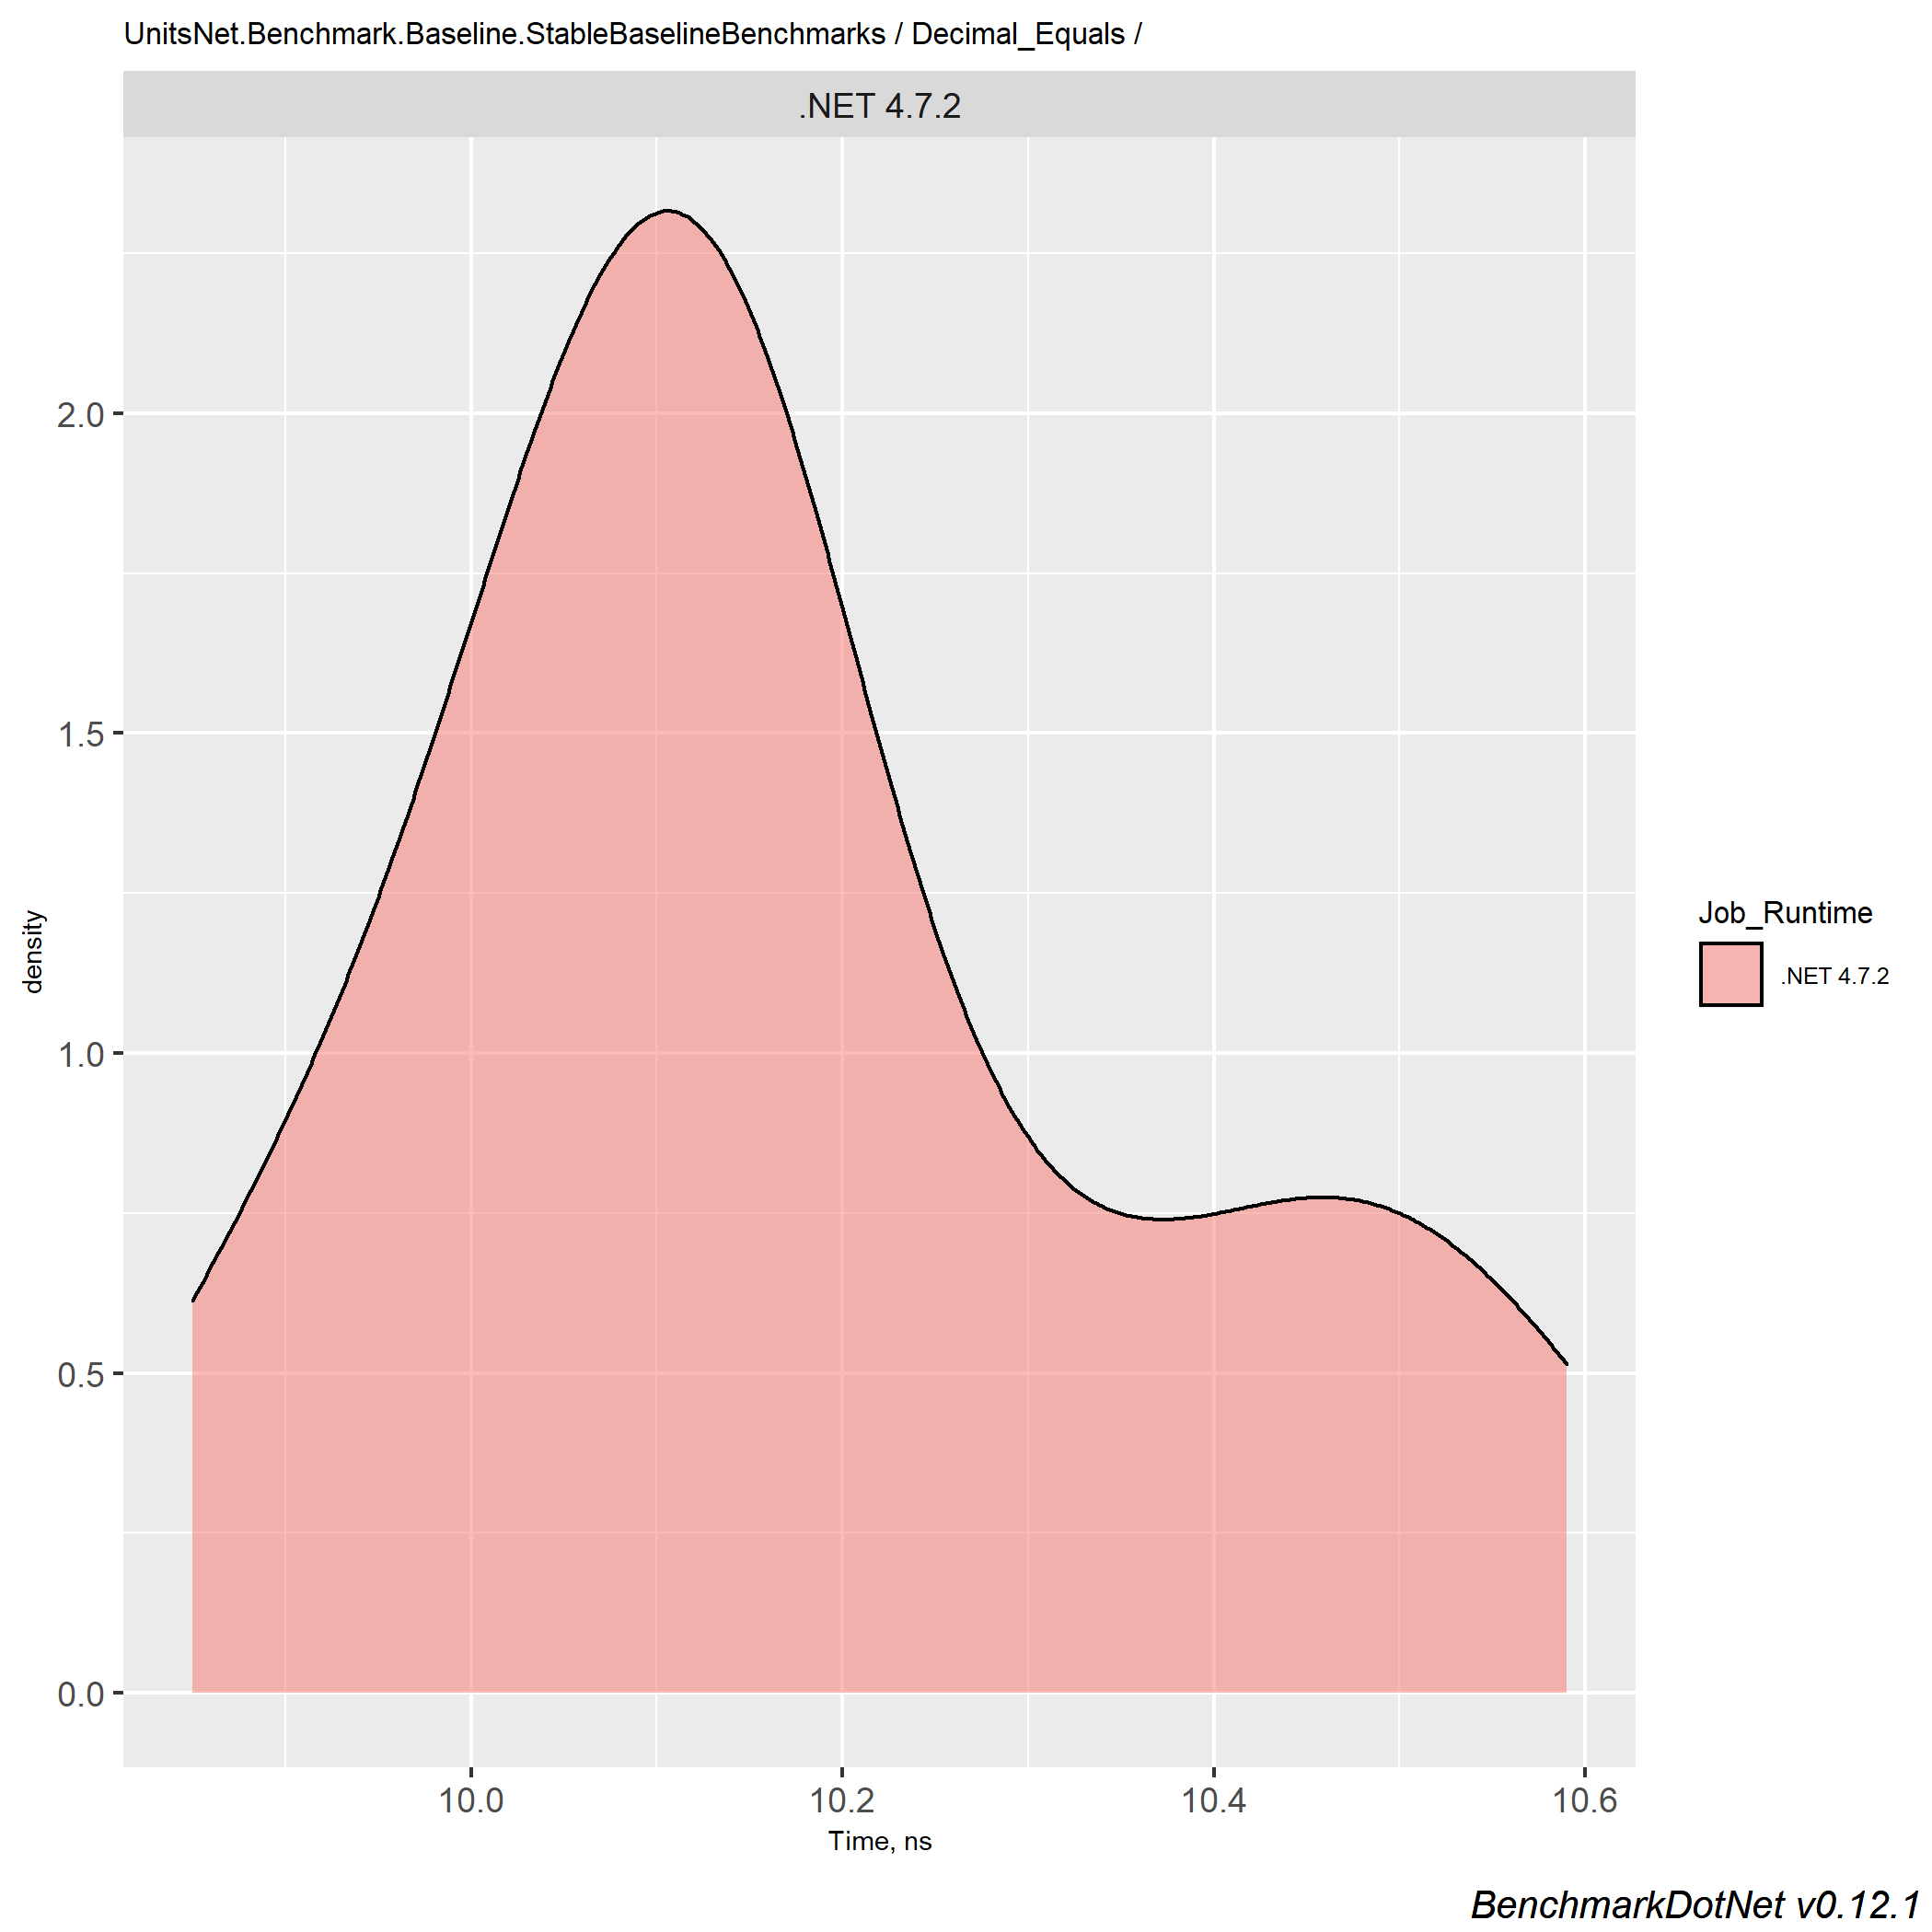 UnitsNet.Benchmark.Baseline.StableBaselineBenchmarks / Decimal_Equals /
.NET 4.7.2
2.0
1.5
1.0
0.5
0.0
density
10.0 10.2 10.4 10.6
Time, ns
Job_Runtime
.NET 4.7.2
BenchmarkDotNet v0.12.1